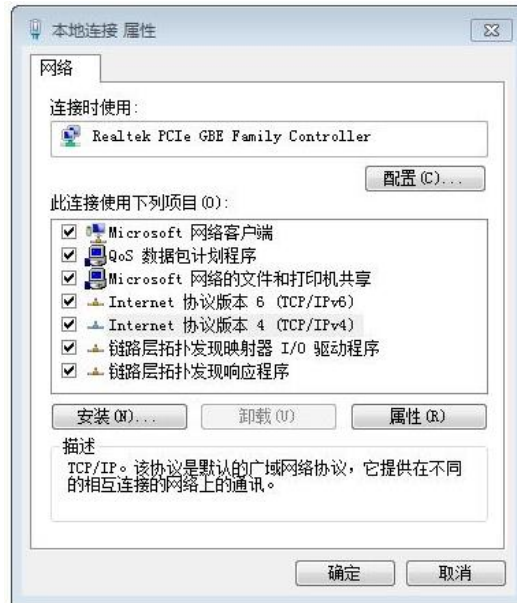 本地连接 属性
网络
连接时使用:
Realtek PCIe GBE Family Controller
配置(C)...
此连接使用下列项目(O):
Microsoft 网络客户端
QoS 数据包计划程序
Microsoft 网络的文件和打印机共享
Internet 协议版本 6 (TCP/IPv6)
Internet 协议版本 4 (TCP/IPv4)
链路层拓扑发现映射器 I/O 驱动程序
链路层拓扑发现响应程序
安装(N)... 卸载(U) 属性(R)
描述
TCP/IP。该协议是默认的广域网络协议，它提供在不同
的相互连接的网络上的通讯。
确定 取消